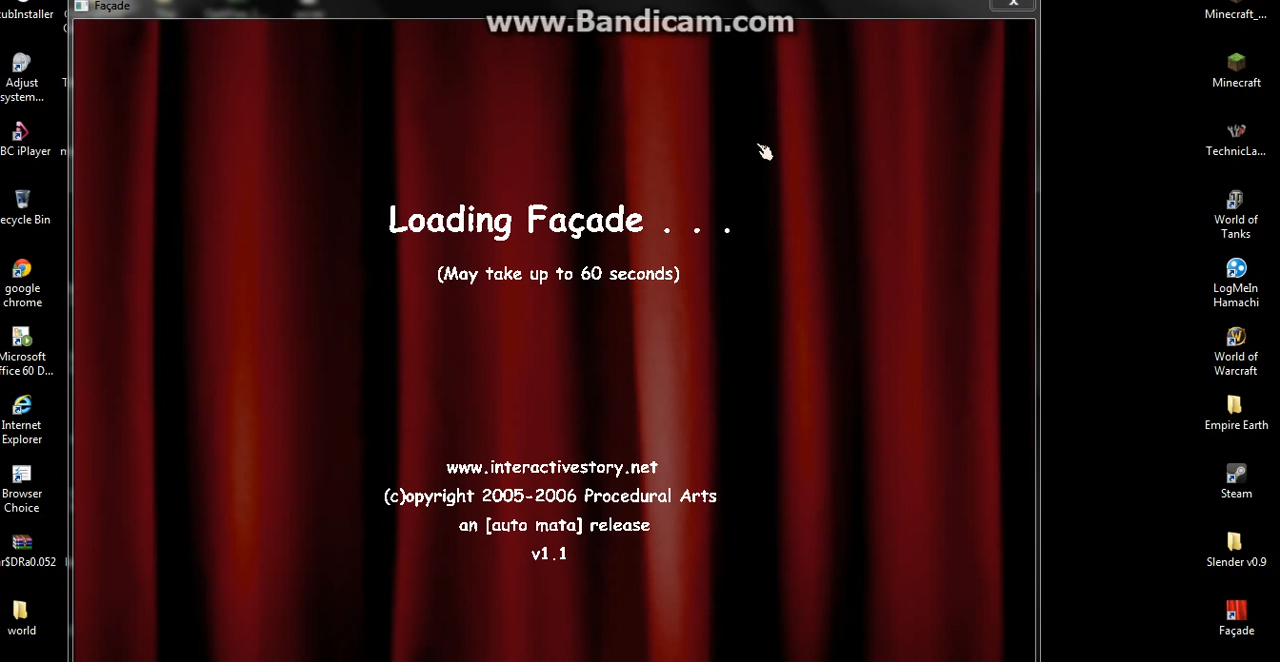 Façade
www.Bandicam.com
ubInstaller
Adjust
system...
BC iPlayer
ecycle Bin
google
chrome
Microsoft
ffice 60 D...
Internet
Explorer
Browser
Choice
r$DRa0.052
world
Loading Façade . . .
(May take up to 60 seconds)
www.interactivestory.net
(c)opyright 2005-2006 Procedural Arts
an [auto mata] release
v1.1
Minecraft_...
Minecraft
TechnicLa...
World of
Tanks
LogMeIn
Hamachi
World of
Warcraft
Empire Earth
Steam
Slender v0.9
Façade